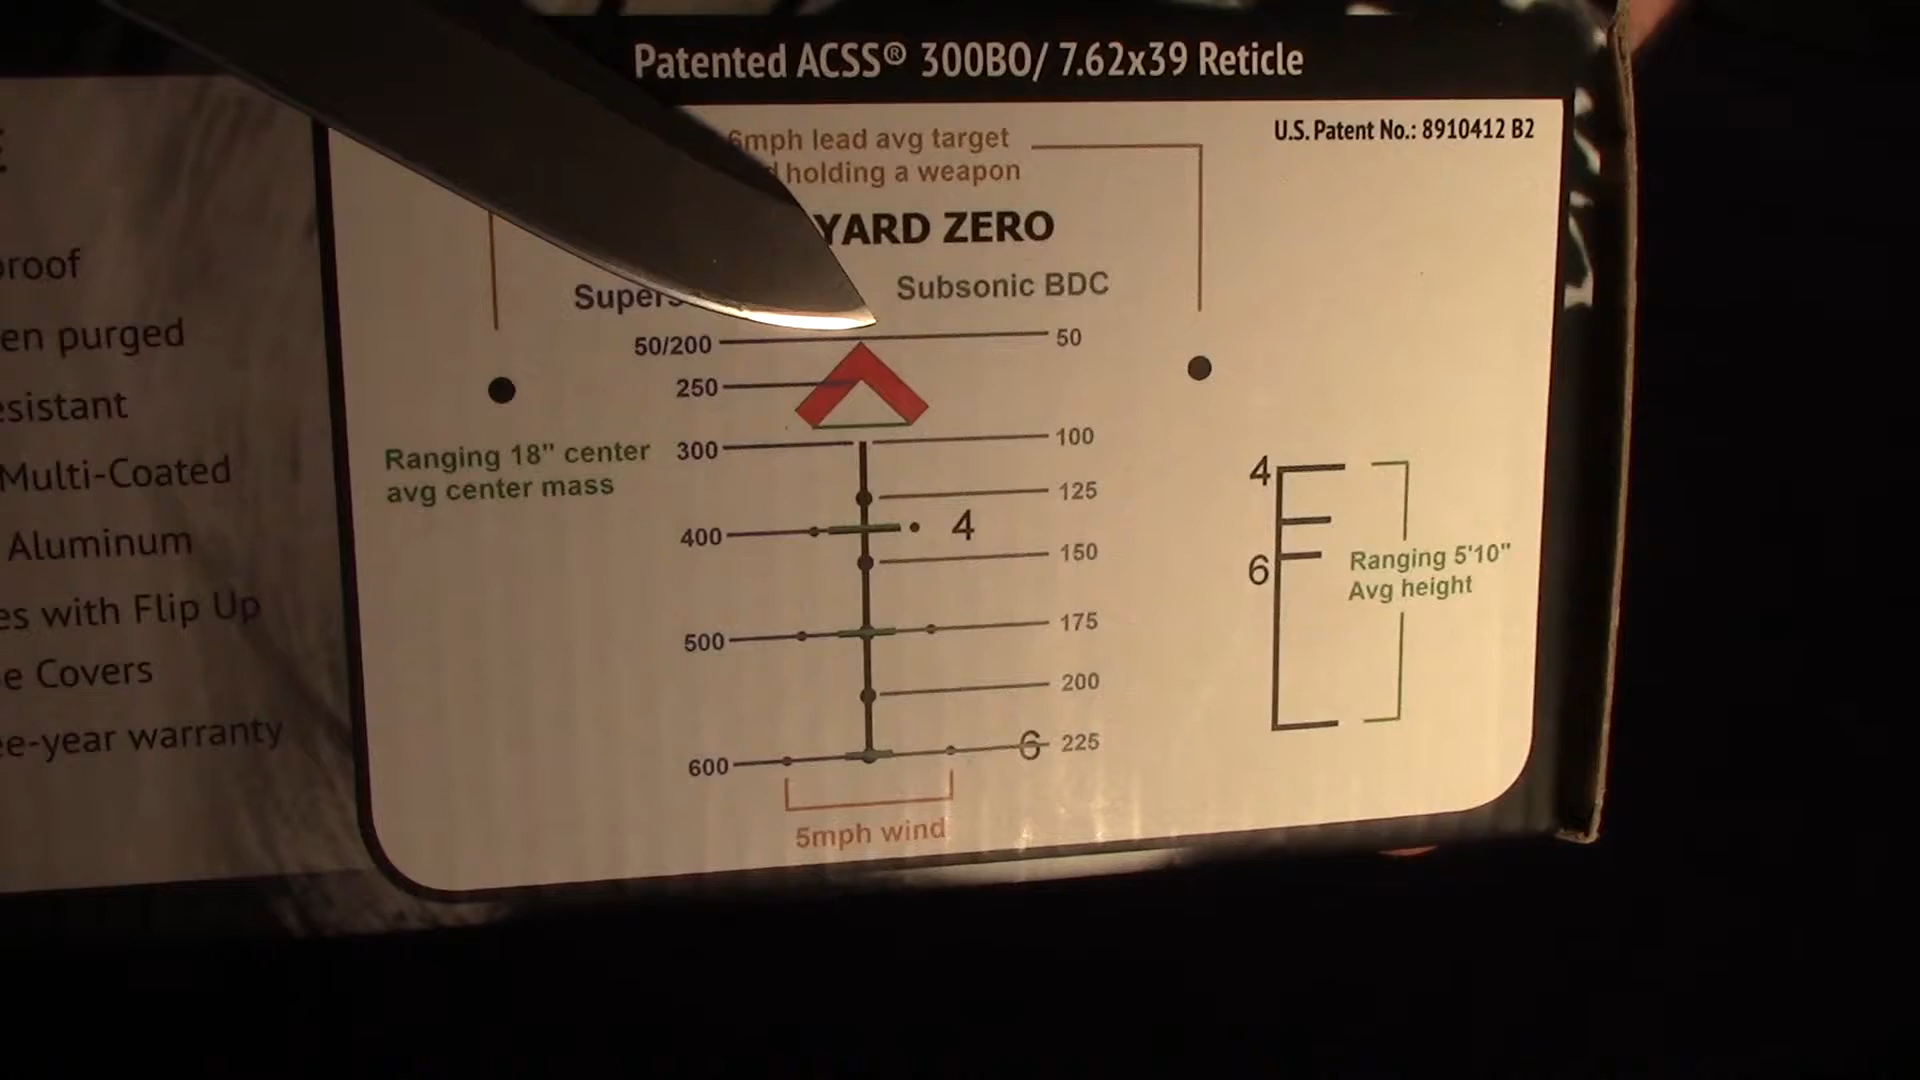 Patented ACSS® 300BO/ 7.62x39 Reticle
U.S. Patent No.: 8910412 B2
6mph lead avg target
holding a weapon
YARD ZERO
Subsonic BDC
50/200
50
250
300
100
125
400
4
150
500
175
200
600
6
225
5mph wind
Ranging 18" center
avg center mass
4
6
Ranging 5'10"
Avg height
proof
en purged
esistant
Multi-Coated
Aluminum
es with Flip Up
e Covers
ee-year warranty